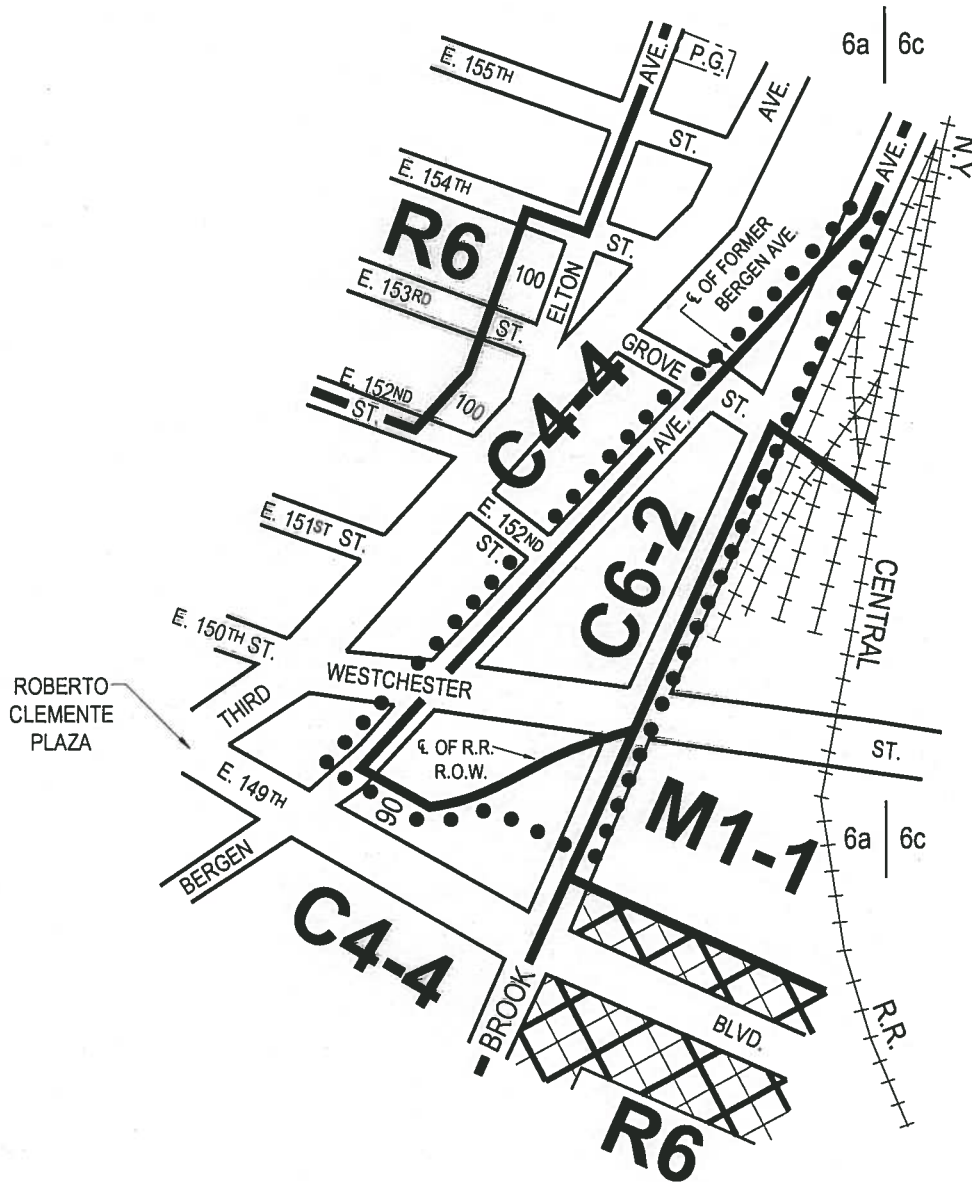 6a | 6c
E. 155TH
AVE.
P.G.
AVE.
ST.
N.Y.
AVE.
E. 154TH
R6
ST.
℄ OF FORMER
BERGEN AVE.
100
ELTON
E. 153RD
ST.
GROVE
E. 152ND
ST.
100
C4-4
ST.
AVE.
E. 151ST ST.
E. 152ND
ST.
C6-2
CENTRAL
E. 150TH ST.
ROBERTO
CLEMENTE
PLAZA
THIRD
WESTCHESTER
℄ OF R.R.
R.O.W.
ST.
E. 149TH
90
M1-1
6a | 6c
BERGEN
C4-4
BROOK
BLVD.
R.R.
R6